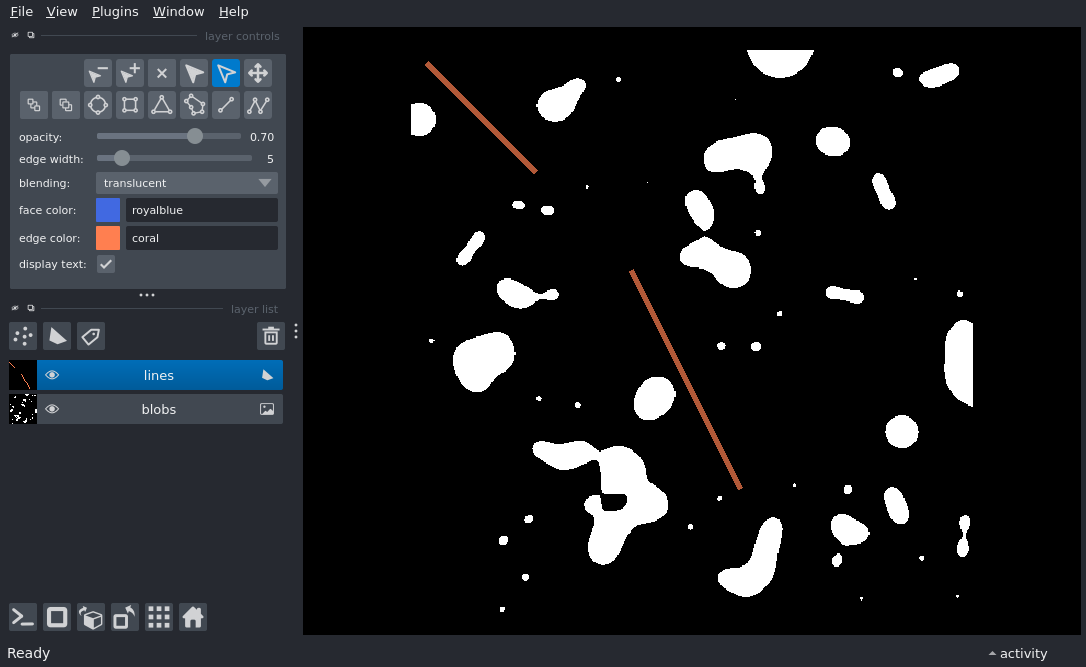 File View Plugins Window Help
layer controls
opacity: 0.70
edge width: 5
blending: translucent
face color: royalblue
edge color: coral
display text:
layer list
lines
blobs
Ready activity